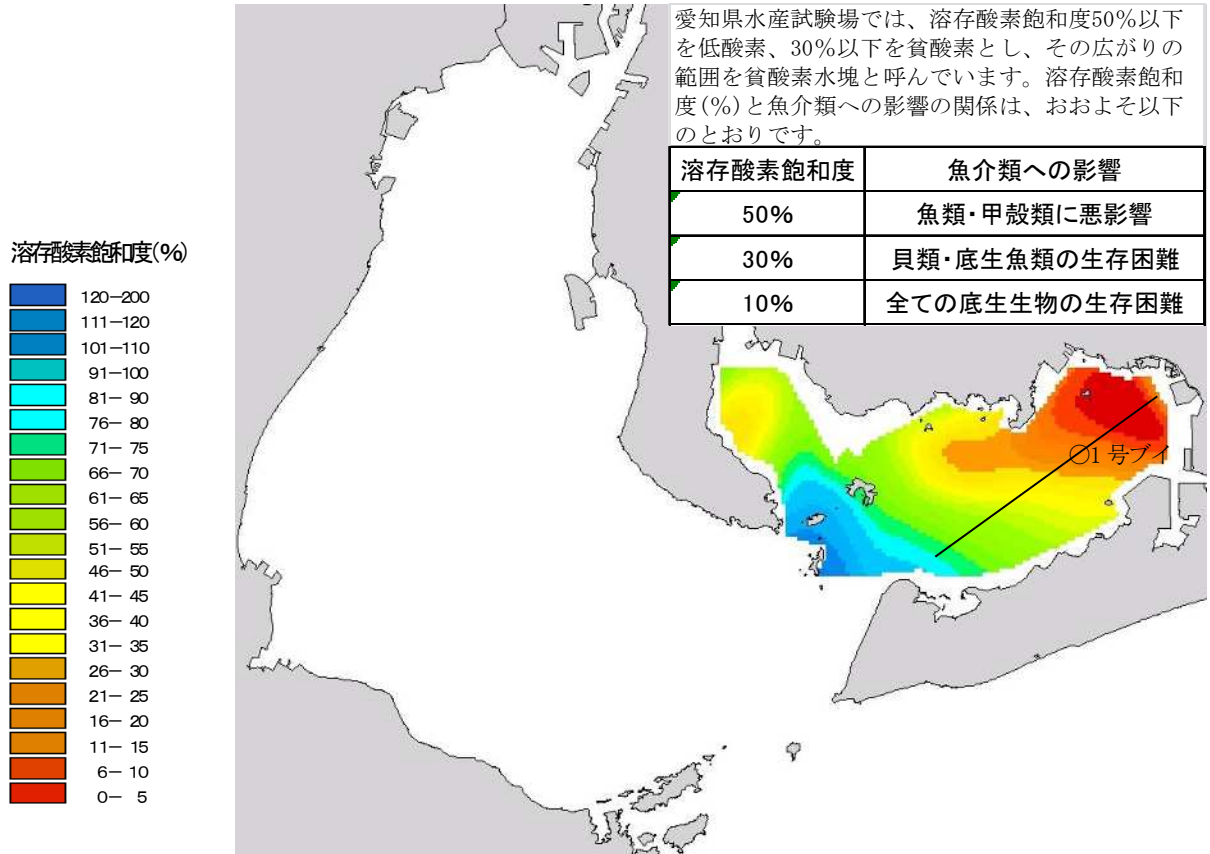 愛知県水産試験場では、溶存酸素飽和度50%以下
を低酸素、30%以下を貧酸素とし、その広がりの
範囲を貧酸素水塊と呼んでいます。溶存酸素飽和
度(%)と魚介類への影響の関係は、おおよそ以下
のとおりです。
溶存酸素飽和度 魚介類への影響
50% 魚類・甲殻類に悪影響
30% 貝類・底生魚類の生存困難
10% 全ての底生生物の生存困難
溶存酸素飽和度(%)
120-200
111-120
101-110
91-100
81- 90
76- 80
71- 75
66- 70
61- 65
56- 60
51- 55
46- 50
41- 45
36- 40
31- 35
26- 30
21- 25
16- 20
11- 15
6- 10
0- 5
○1 号ブイ